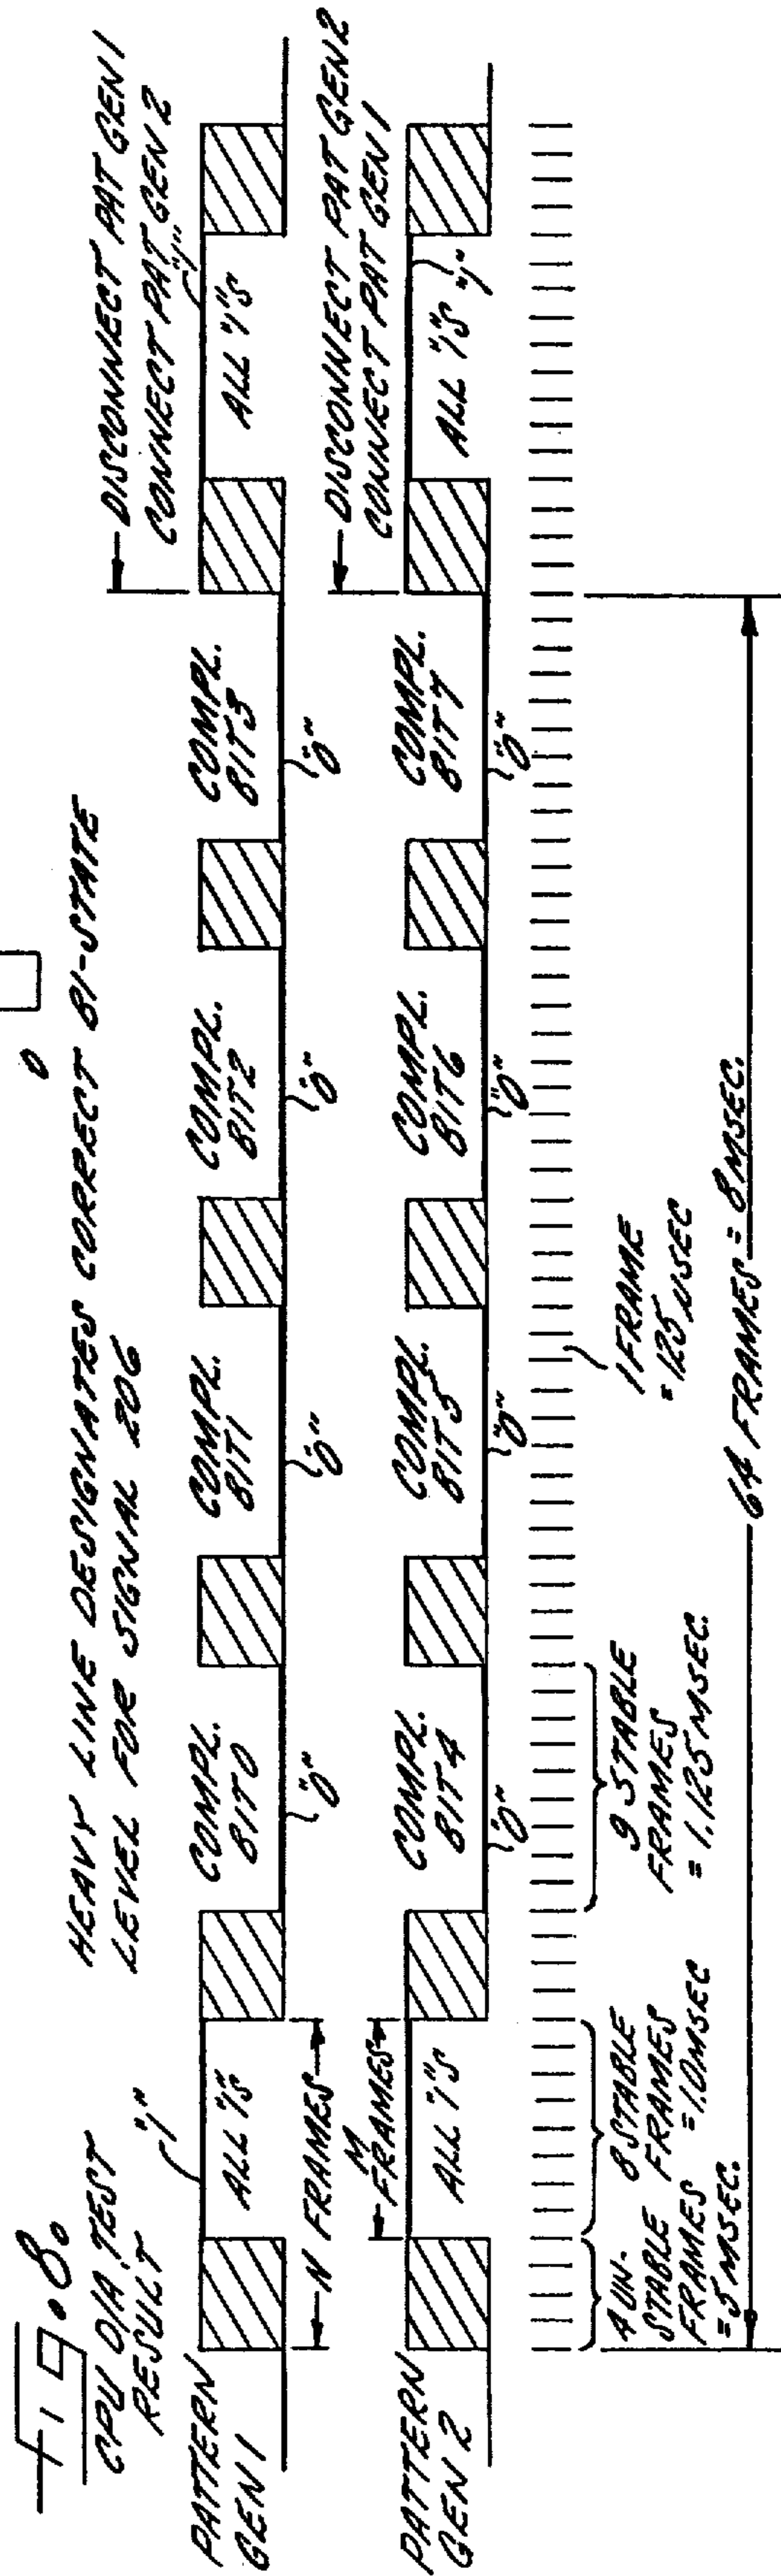 Fig. 8.
CPU O/A TEST
RESULT
HEAVY LINE DESIGNATES CORRECT BI-STATE
LEVEL FOR SIGNAL 206
0
PATTERN
GEN 1
"1"
ALL "1"S
N FRAMES
COMPL.
BIT 0
"0"
COMPL.
BIT 1
"0"
COMPL.
BIT 2
"0"
COMPL.
BIT 3
"0"
DISCONNECT PAT GEN 1
CONNECT PAT GEN 2
"1"
ALL "1"S
PATTERN
GEN 2
M
FRAMES
ALL "1"S
COMPL.
BIT 4
"0"
COMPL.
BIT 5
"0"
COMPL.
BIT 6
"0"
COMPL.
BIT 7
"0"
DISCONNECT PAT GEN 2
CONNECT PAT GEN 1
ALL "1"S
"1"
4 UN-
STABLE
FRAMES
= .5 MSEC.
8 STABLE
FRAMES
= 1.0 MSEC
9 STABLE
FRAMES
= 1.125 MSEC.
1 FRAME
= 125 µSEC
64 FRAMES = 8 MSEC.